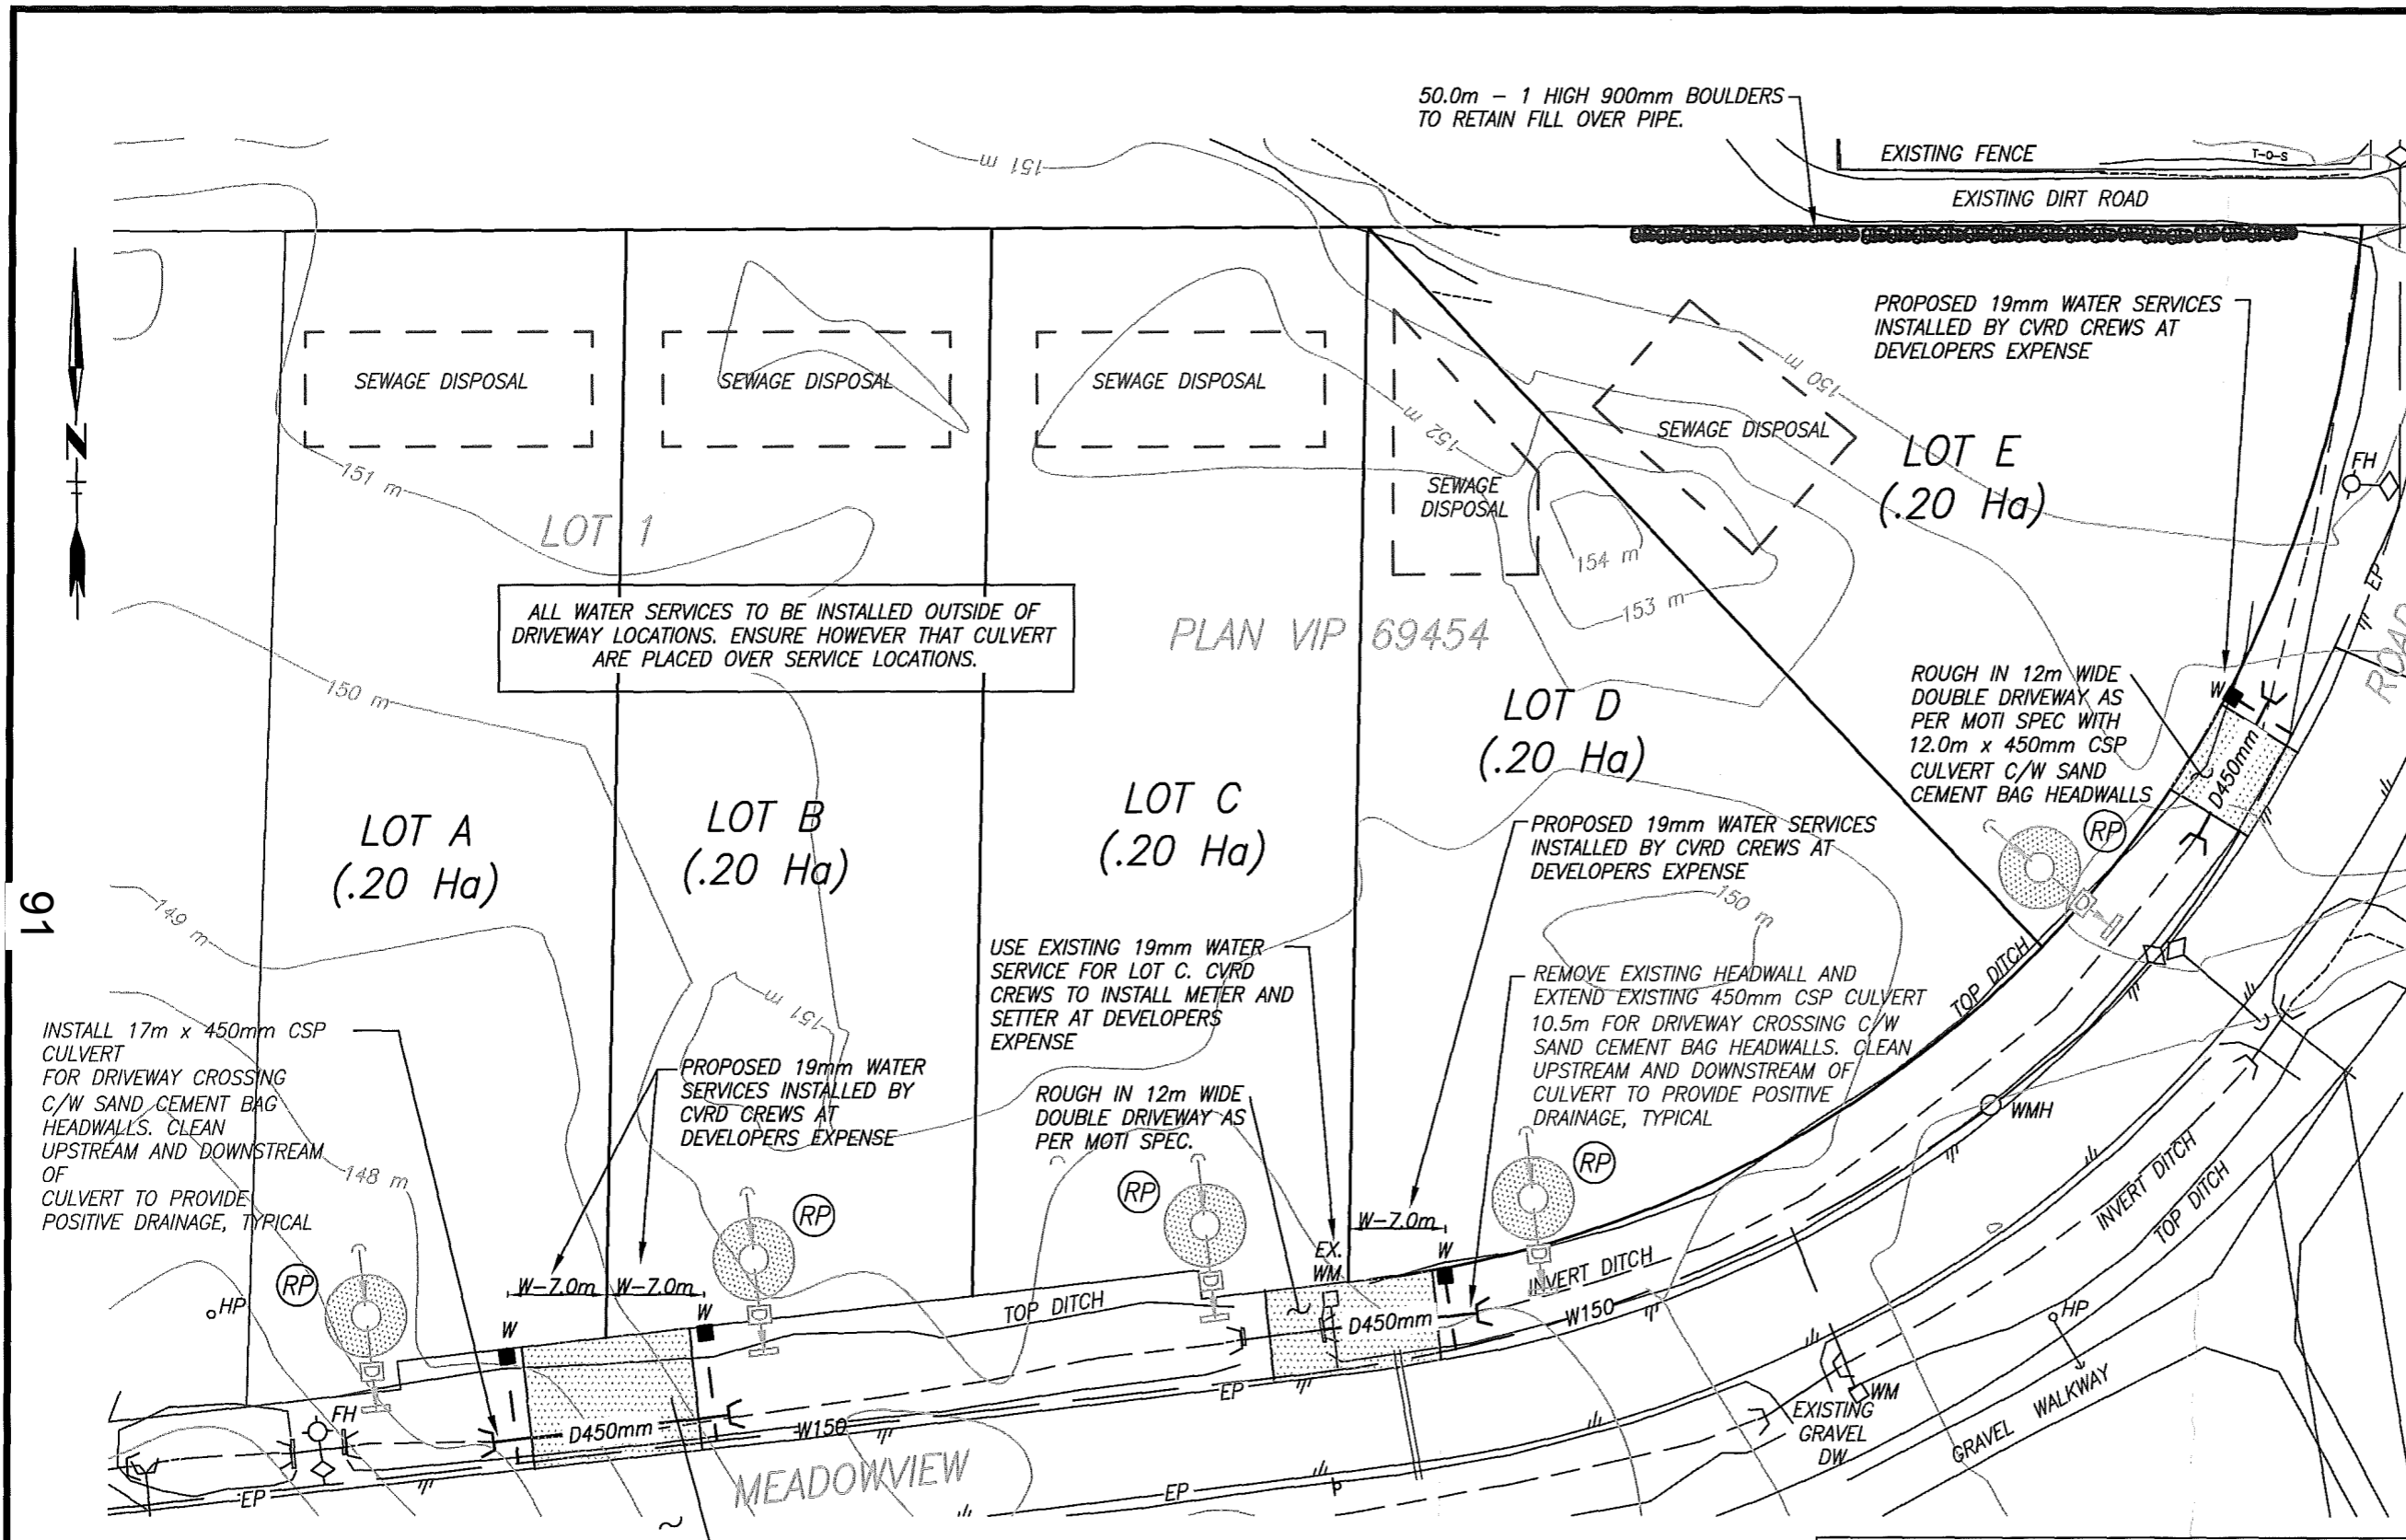 50.0m – 1 HIGH 900mm BOULDERS
TO RETAIN FILL OVER PIPE.
EXISTING FENCE
T-O-S
EXISTING DIRT ROAD
151 m
PROPOSED 19mm WATER SERVICES
INSTALLED BY CVRD CREWS AT
DEVELOPERS EXPENSE
SEWAGE DISPOSAL
SEWAGE DISPOSAL
SEWAGE DISPOSAL
150 m
152 m
SEWAGE DISPOSAL
LOT E
(.20 Ha)
FH
N
151 m
LOT 1
SEWAGE
DISPOSAL
154 m
153 m
EP
ROAD
ALL WATER SERVICES TO BE INSTALLED OUTSIDE OF
DRIVEWAY LOCATIONS. ENSURE HOWEVER THAT CULVERT
ARE PLACED OVER SERVICE LOCATIONS.
PLAN VIP 69454
150 m
LOT D
(.20 Ha)
ROUGH IN 12m WIDE
DOUBLE DRIVEWAY AS
PER MOTI SPEC WITH
12.0m x 450mm CSP
CULVERT C/W SAND
CEMENT BAG HEADWALLS
W
D450mm
RP
LOT A
(.20 Ha)
LOT B
(.20 Ha)
LOT C
(.20 Ha)
PROPOSED 19mm WATER SERVICES
INSTALLED BY CVRD CREWS AT
DEVELOPERS EXPENSE
91
149 m
150 m
USE EXISTING 19mm WATER
SERVICE FOR LOT C. CVRD
CREWS TO INSTALL METER AND
SETTER AT DEVELOPERS
EXPENSE
REMOVE EXISTING HEADWALL AND
EXTEND EXISTING 450mm CSP CULVERT
10.5m FOR DRIVEWAY CROSSING C/W
SAND CEMENT BAG HEADWALLS. CLEAN
UPSTREAM AND DOWNSTREAM OF
CULVERT TO PROVIDE POSITIVE
DRAINAGE, TYPICAL
TOP DITCH
151 m
INSTALL 17m x 450mm CSP
CULVERT
FOR DRIVEWAY CROSSING
C/W SAND CEMENT BAG
HEADWALLS. CLEAN
UPSTREAM AND DOWNSTREAM
OF
CULVERT TO PROVIDE
POSITIVE DRAINAGE, TYPICAL
PROPOSED 19mm WATER
SERVICES INSTALLED BY
CVRD CREWS AT
DEVELOPERS EXPENSE
ROUGH IN 12m WIDE
DOUBLE DRIVEWAY AS
PER MOTI SPEC.
148 m
WMH
INVERT DITCH
TOP DITCH
RP
RP
RP
RP
HP
W-7.0m
W-7.0m
W-7.0m
EX.
WM
W
W
W
INVERT DITCH
TOP DITCH
D450mm
W150
HP
FH
D450mm
W150
EP
WM
EXISTING
GRAVEL
DW
GRAVEL WALKWAY
MEADOWVIEW
EP
EP